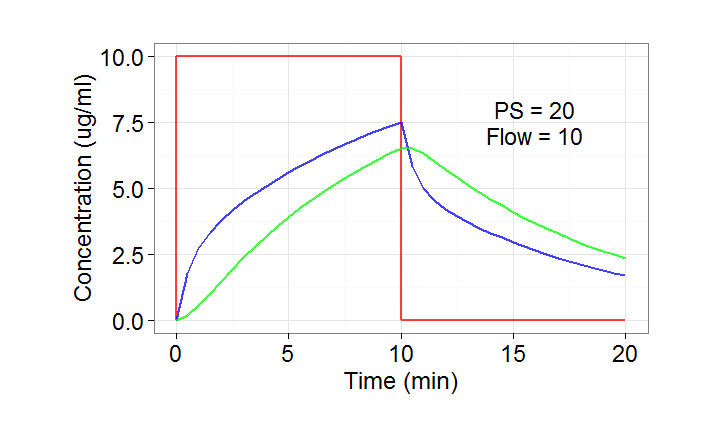 10.0
7.5
5.0
2.5
0.0
Concentration (ug/ml)
PS = 20
Flow = 10
0 5 10 15 20
Time (min)